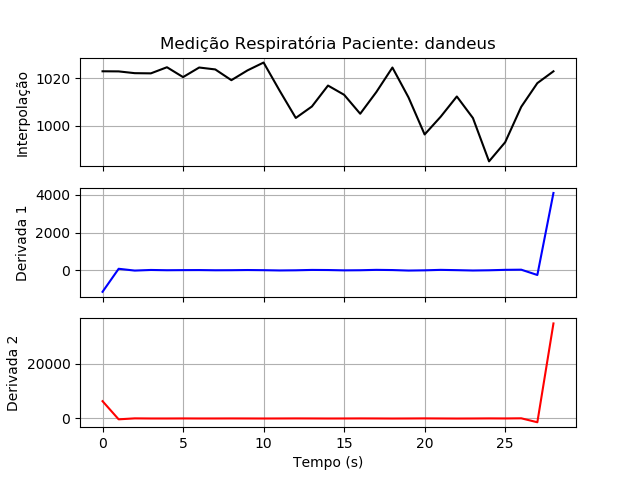 Medição Respiratória Paciente: dandeus
Interpolação
1020
1000
Derivada 1
4000
2000
0
Derivada 2
20000
0
0 5 10 15 20 25
Tempo (s)